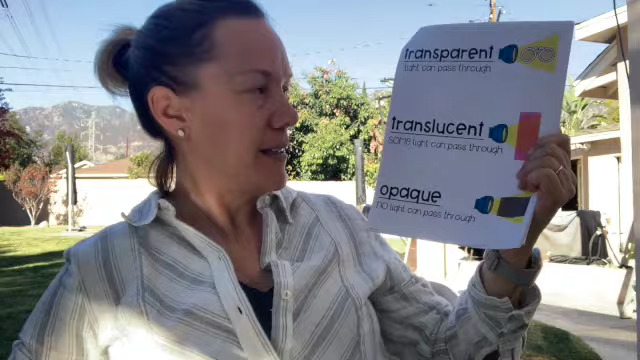 transparent
light can pass through
translucent
some light can pass through
opaque
no light can pass through